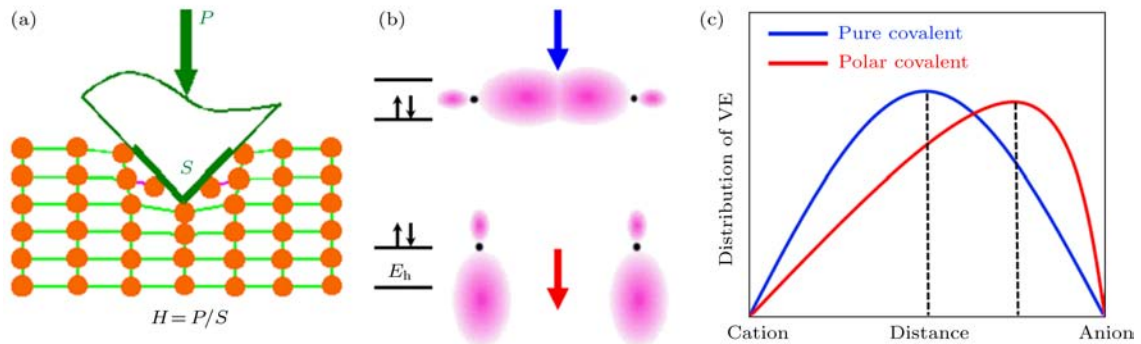 (a)
P
S
H = P/S
(b)
E_h
(c)
Pure covalent
Polar covalent
Distribution of VE
Cation
Distance
Anion